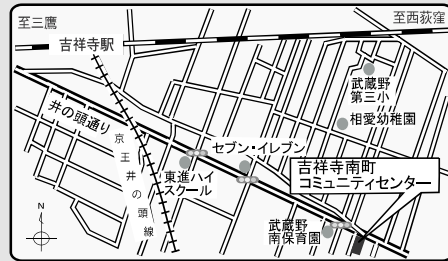 至三鷹
至西荻窪
吉祥寺駅
武蔵野
第三小
相愛幼稚園
井の頭通り
京王井の頭線
セブン・イレブン
東進ハイ
スクール
吉祥寺南町
コミュニティセンター
武蔵野
南保育園
N